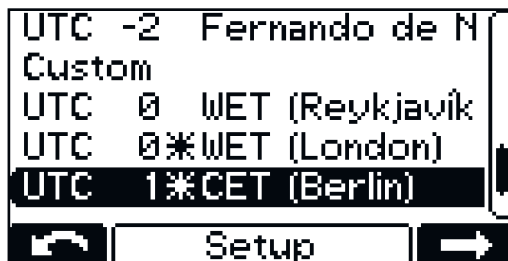 UTC -2 Fernando de N
Custom
UTC 0 WET (Reykjavík
UTC 0☀WET (London)
UTC 1☀CET (Berlin)
Setup